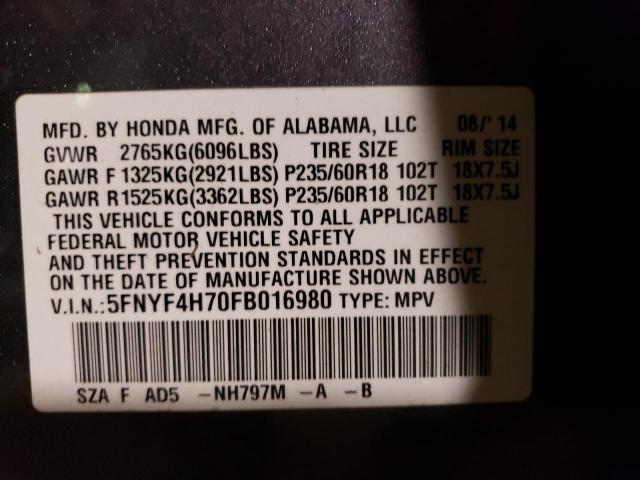 MFD. BY HONDA MFG. OF ALABAMA, LLC 08/' 14
GVWR 2765KG(6096LBS) TIRE SIZE RIM SIZE
GAWR F 1325KG(2921LBS) P235/60R18 102T 18X7.5J
GAWR R1525KG(3362LBS) P235/60R18 102T 18X7.5J
THIS VEHICLE CONFORMS TO ALL APPLICABLE
FEDERAL MOTOR VEHICLE SAFETY
AND THEFT PREVENTION STANDARDS IN EFFECT
ON THE DATE OF MANUFACTURE SHOWN ABOVE.
V.I.N.:5FNYF4H70FB016980 TYPE: MPV
SZA F AD5 -NH797M -A -B